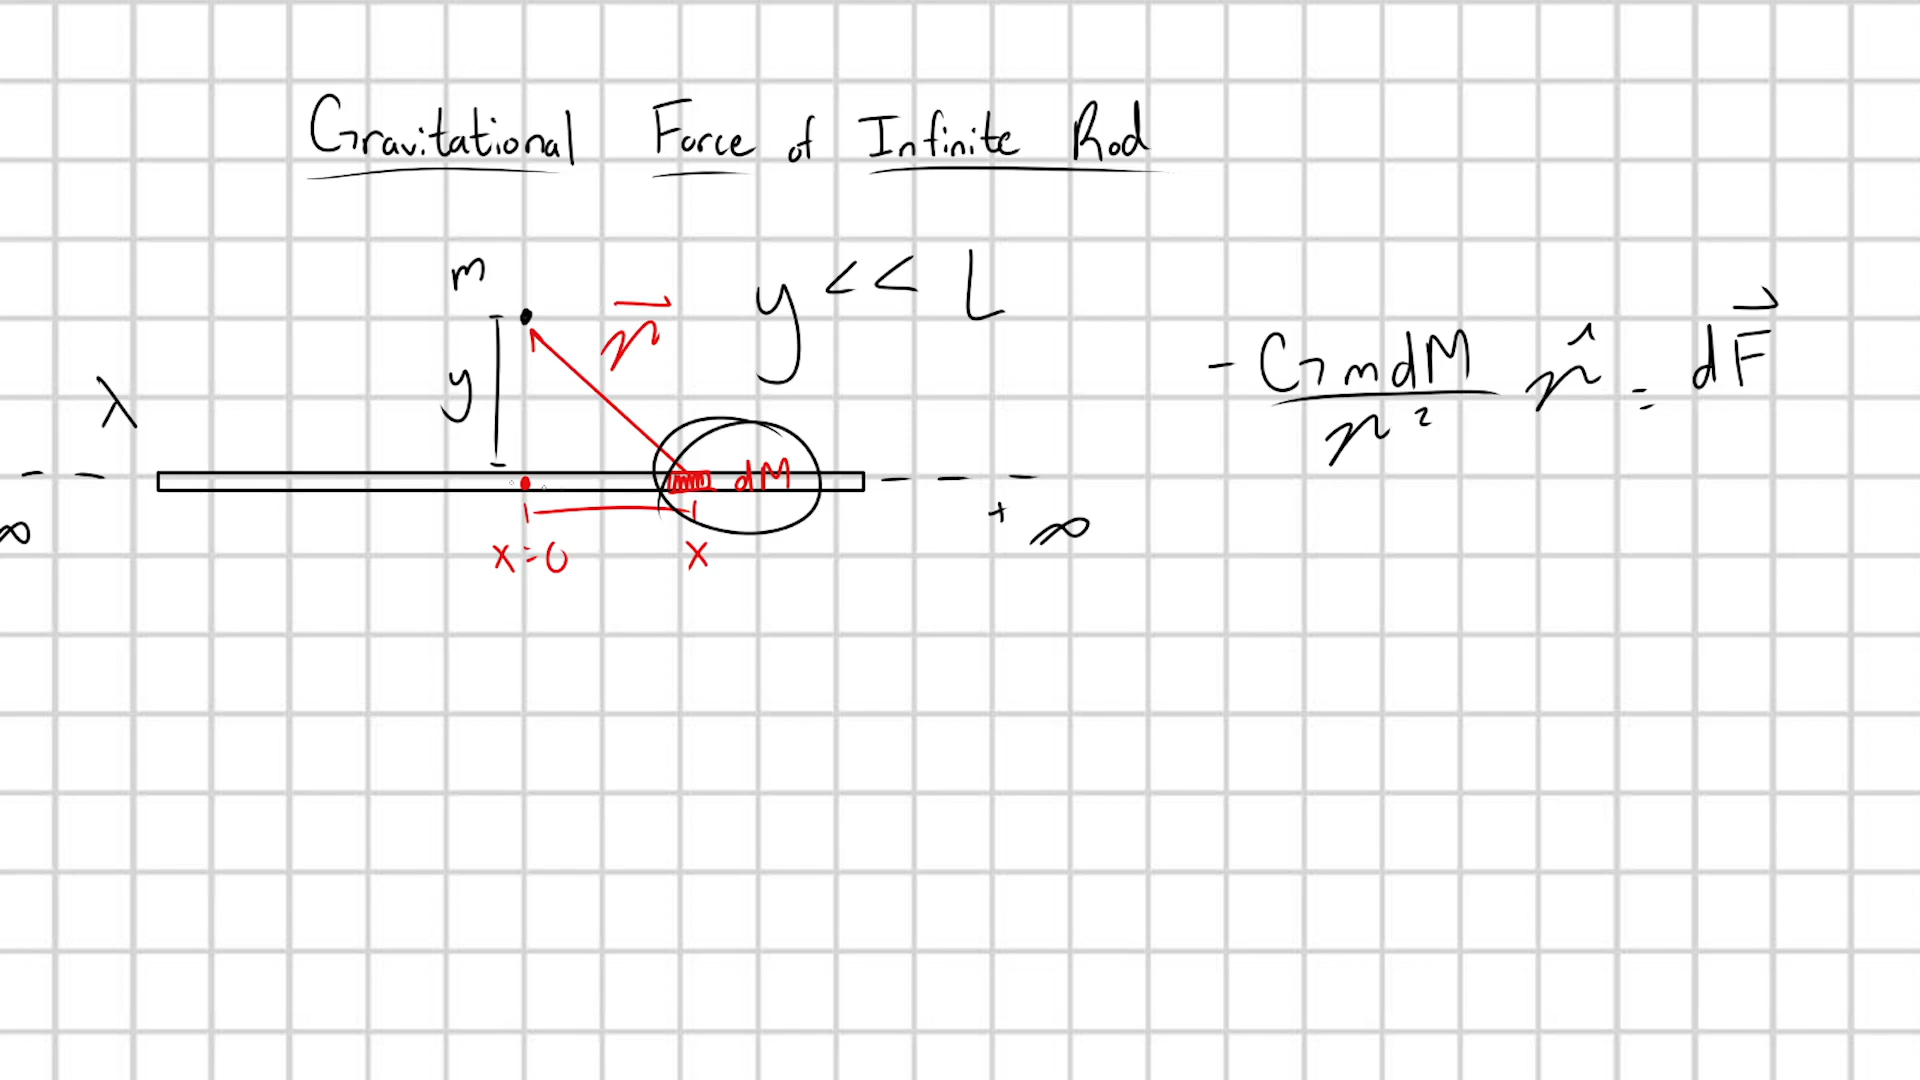 Gravitational Force of Infinite Rod
m
y << L
r⃗
y
λ
- GmdM / r² r̂ = dF⃗
dM
∞
+ ∞
x=0
x